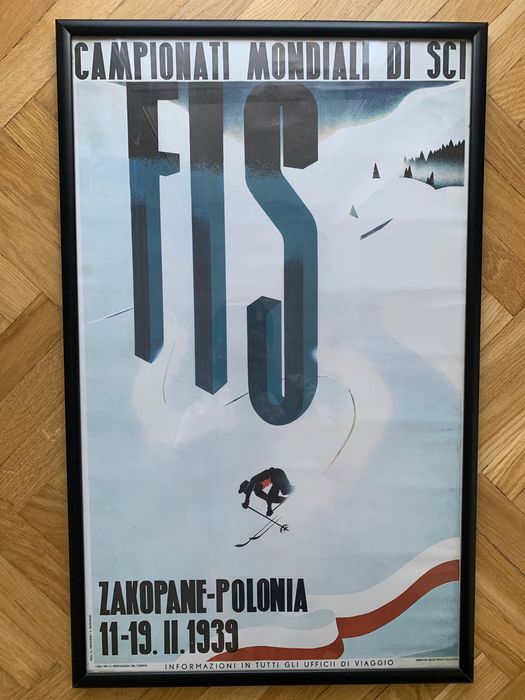 CAMPIONATI MONDIALI DI SCI
FIS
ZAKOPANE-POLONIA
11-19. II. 1939
INFORMAZIONI IN TUTTI GLI UFFICII DI VIAGGIO